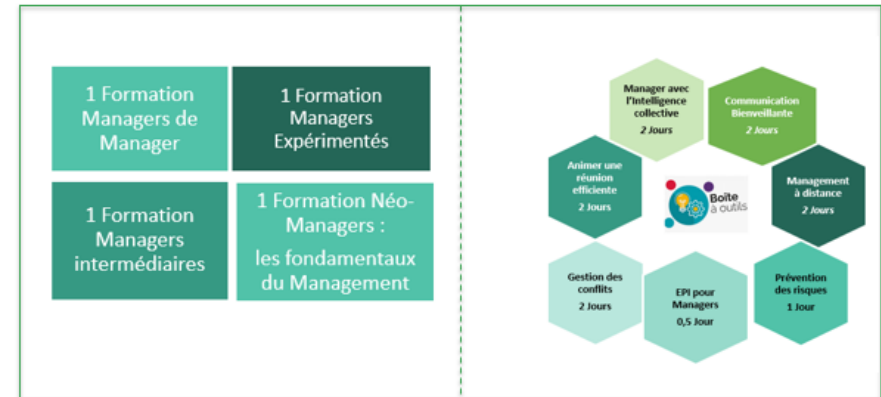 1 Formation
Managers de
Manager
1 Formation
Managers
Expérimentés
1 Formation
Managers
intermédiaires
1 Formation Néo-
Managers :
les fondamentaux
du Management
Manager avec
l'Intelligence
collective
2 Jours
Communication
Bienveillante
2 Jours
Animer une
réunion
efficiente
2 Jours
Boîte
à outils
Management
à distance
2 Jours
Gestion des
conflits
2 Jours
EPI pour
Managers
0,5 Jour
Prévention
des risques
1 Jour